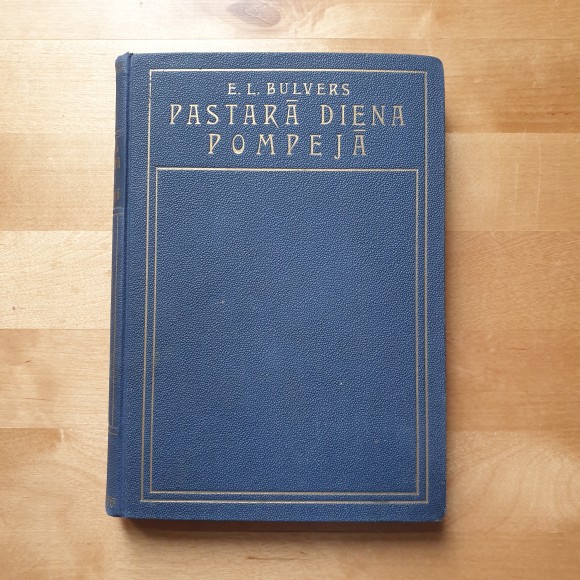 E. L. BULVERS
PASTARĀ DIENA
POMPEJĀ